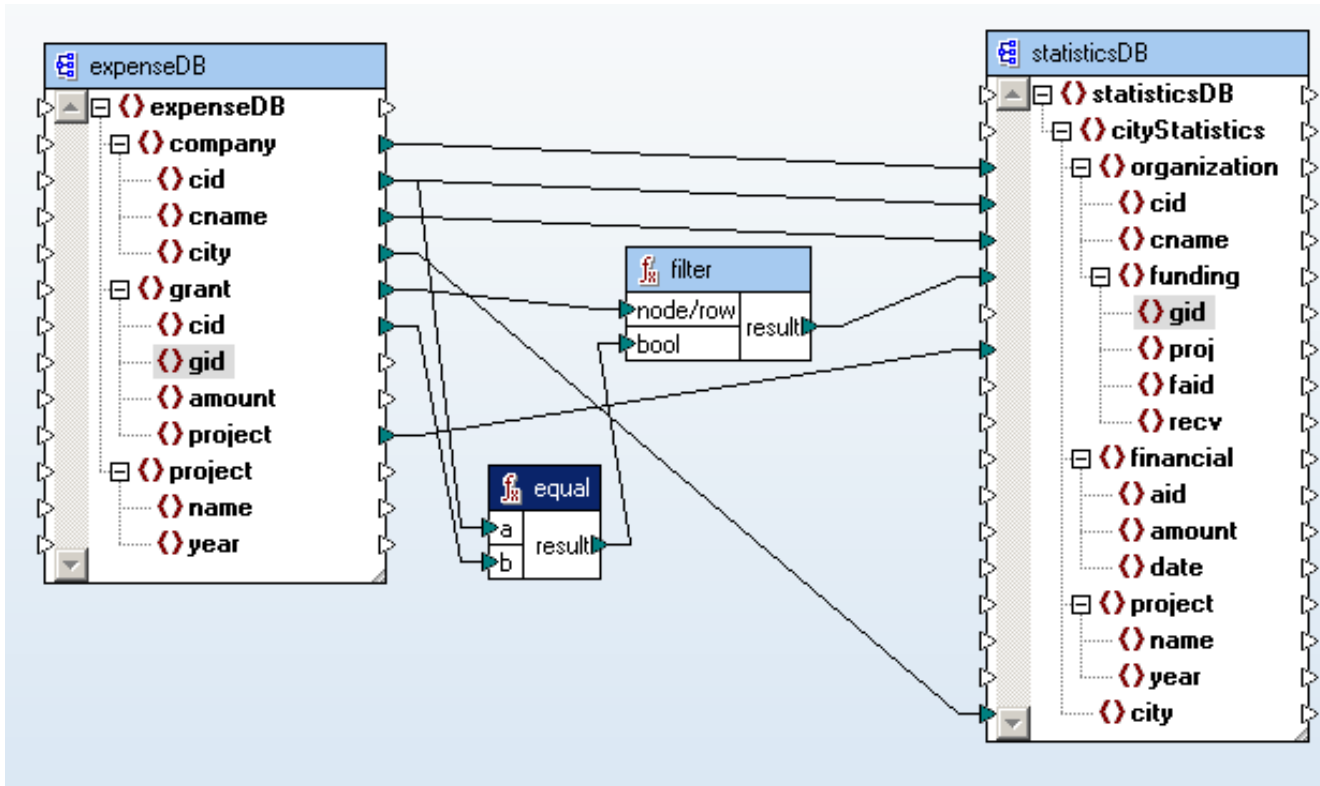 expenseDB
expenseDB
company
cid
cname
city
grant
cid
gid
amount
project
project
name
year
fx filter
node/row
bool
result
fx equal
a
b
result
statisticsDB
statisticsDB
cityStatistics
organization
cid
cname
funding
gid
proj
faid
recv
financial
aid
amount
date
project
name
year
city